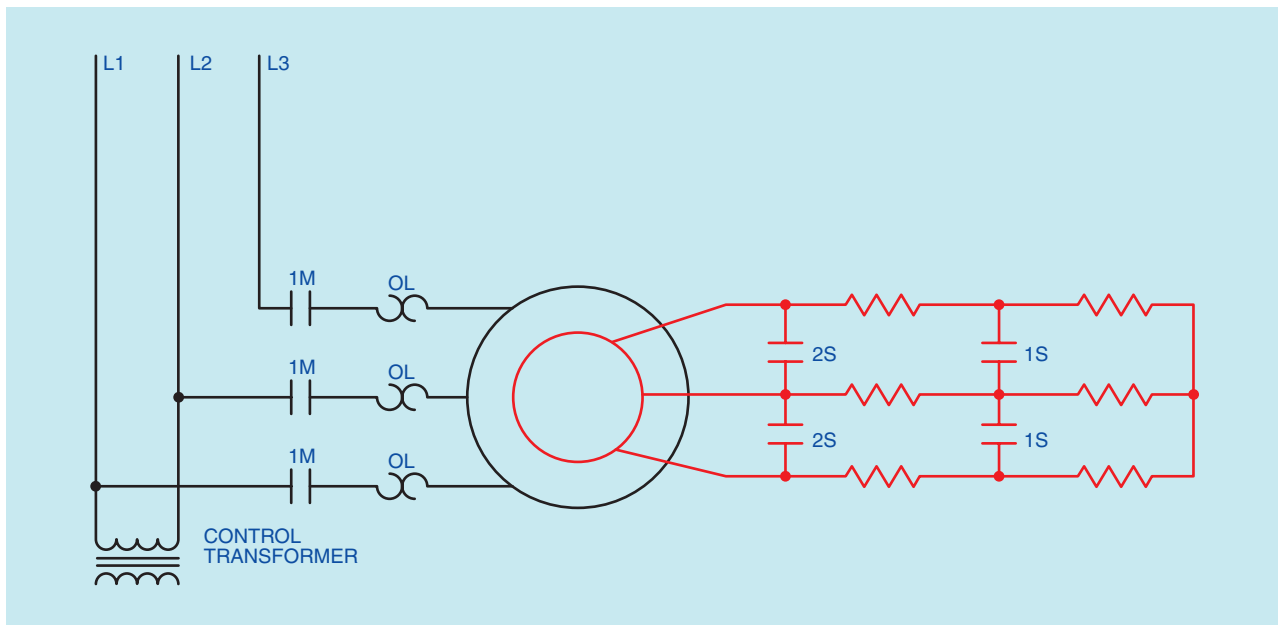 L1
L2
L3
1M
OL
1M
OL
2S
1S
1M
OL
2S
1S
CONTROL
TRANSFORMER